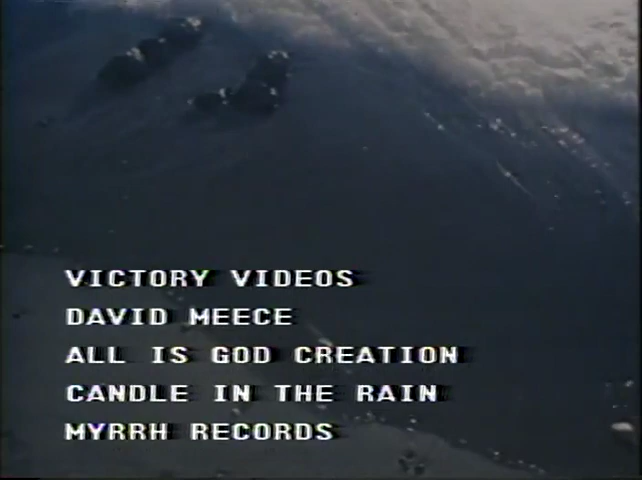 VICTORY VIDEOS
DAVID MEECE
ALL IS GOD CREATION
CANDLE IN THE RAIN
MYRRH RECORDS